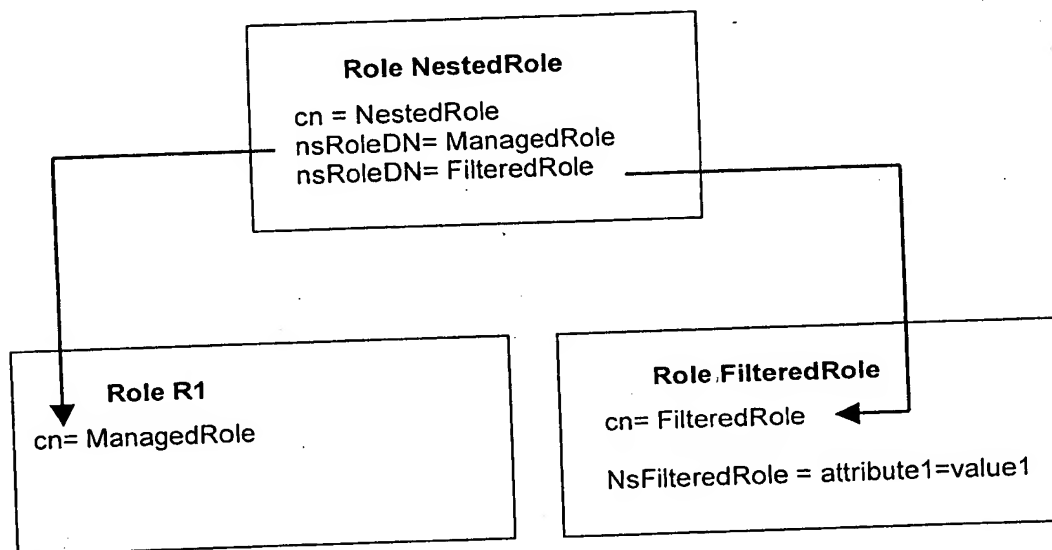 Role NestedRole
cn = NestedRole
nsRoleDN= ManagedRole
nsRoleDN= FilteredRole
Role R1
cn= ManagedRole
Role FilteredRole
cn= FilteredRole
NsFilteredRole = attribute1=value1